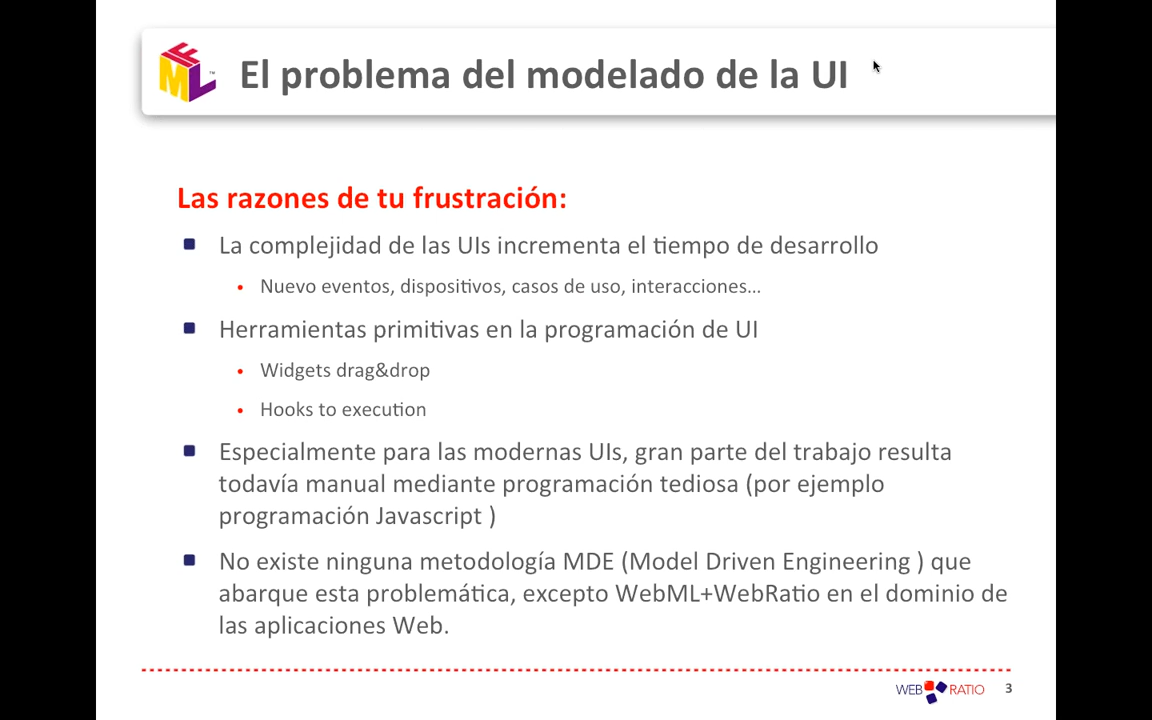 IFML™
El problema del modelado de la UI
Las razones de tu frustración:
La complejidad de las UIs incrementa el tiempo de desarrollo
Nuevo eventos, dispositivos, casos de uso, interacciones...
Herramientas primitivas en la programación de UI
Widgets drag&drop
Hooks to execution
Especialmente para las modernas UIs, gran parte del trabajo resulta
todavía manual mediante programación tediosa (por ejemplo
programación Javascript )
No existe ninguna metodología MDE (Model Driven Engineering ) que
abarque esta problemática, excepto WebML+WebRatio en el dominio de
las aplicaciones Web.
WEB RATIO 3